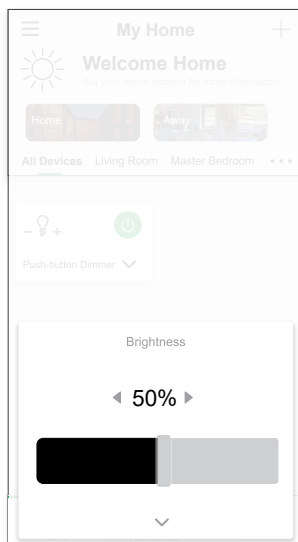 My Home
Welcome Home
Set your home location for more information
Home
Away
All Devices Living Room Master Bedroom
Push-button Dimmer
Brightness
50%